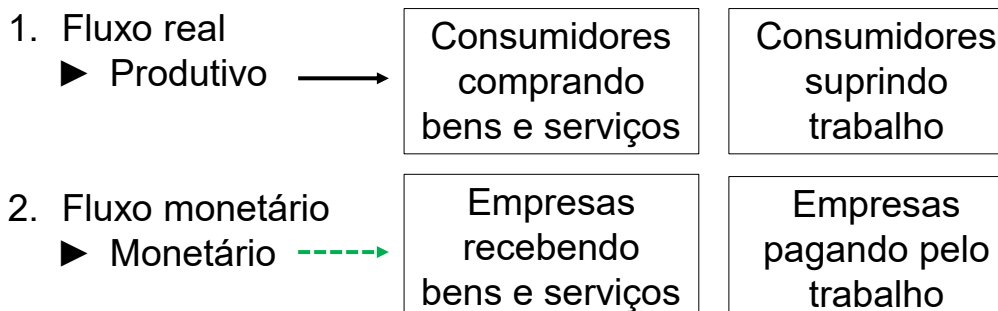 1. Fluxo real
► Produtivo
Consumidores
comprando
bens e serviços
Consumidores
suprindo
trabalho
2. Fluxo monetário
► Monetário
Empresas
recebendo
bens e serviços
Empresas
pagando pelo
trabalho